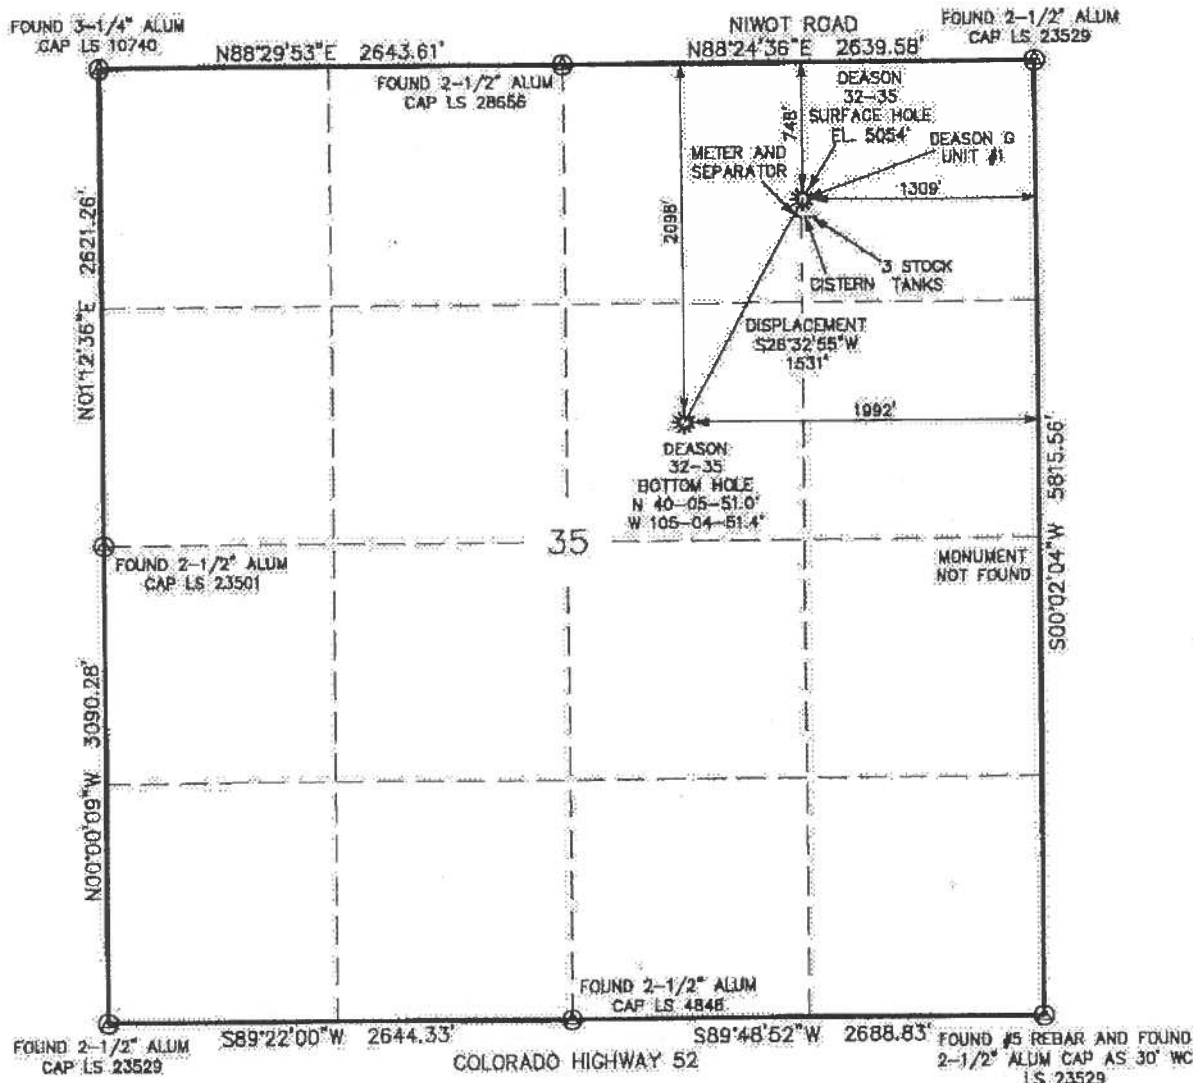 FOUND 3-1/4" ALUM
CAP LS 10740
N88°29'53"E 2643.61'
FOUND 2-1/2" ALUM
CAP LS 28656
NIWOT ROAD
N88°24'36"E 2639.58'
FOUND 2-1/2" ALUM
CAP LS 23529
DEASON
32-35
SURFACE HOLE
EL. 5054'
748'
DEASON G
UNIT #1
METER AND
SEPARATOR
1309'
2098'
3 STOCK
TANKS
CISTERN
N01°12'36"E 2621.26'
DISPLACEMENT
S26°32'55"W
1531'
1992'
DEASON
32-35
BOTTOM HOLE
N 40-05-51.0'
W 105-04-51.4'
35
FOUND 2-1/2" ALUM
CAP LS 23501
MONUMENT
NOT FOUND
S00°02'04"W 5815.56'
N00°00'09"W 3090.28'
FOUND 2-1/2" ALUM
CAP LS 4846
S89°22'00"W 2644.33'
S89°48'52"W 2688.83'
FOUND 2-1/2" ALUM
CAP LS 23529
COLORADO HIGHWAY 52
FOUND #5 REBAR AND FOUND
2-1/2" ALUM CAP AS 30' WC
LS 23529